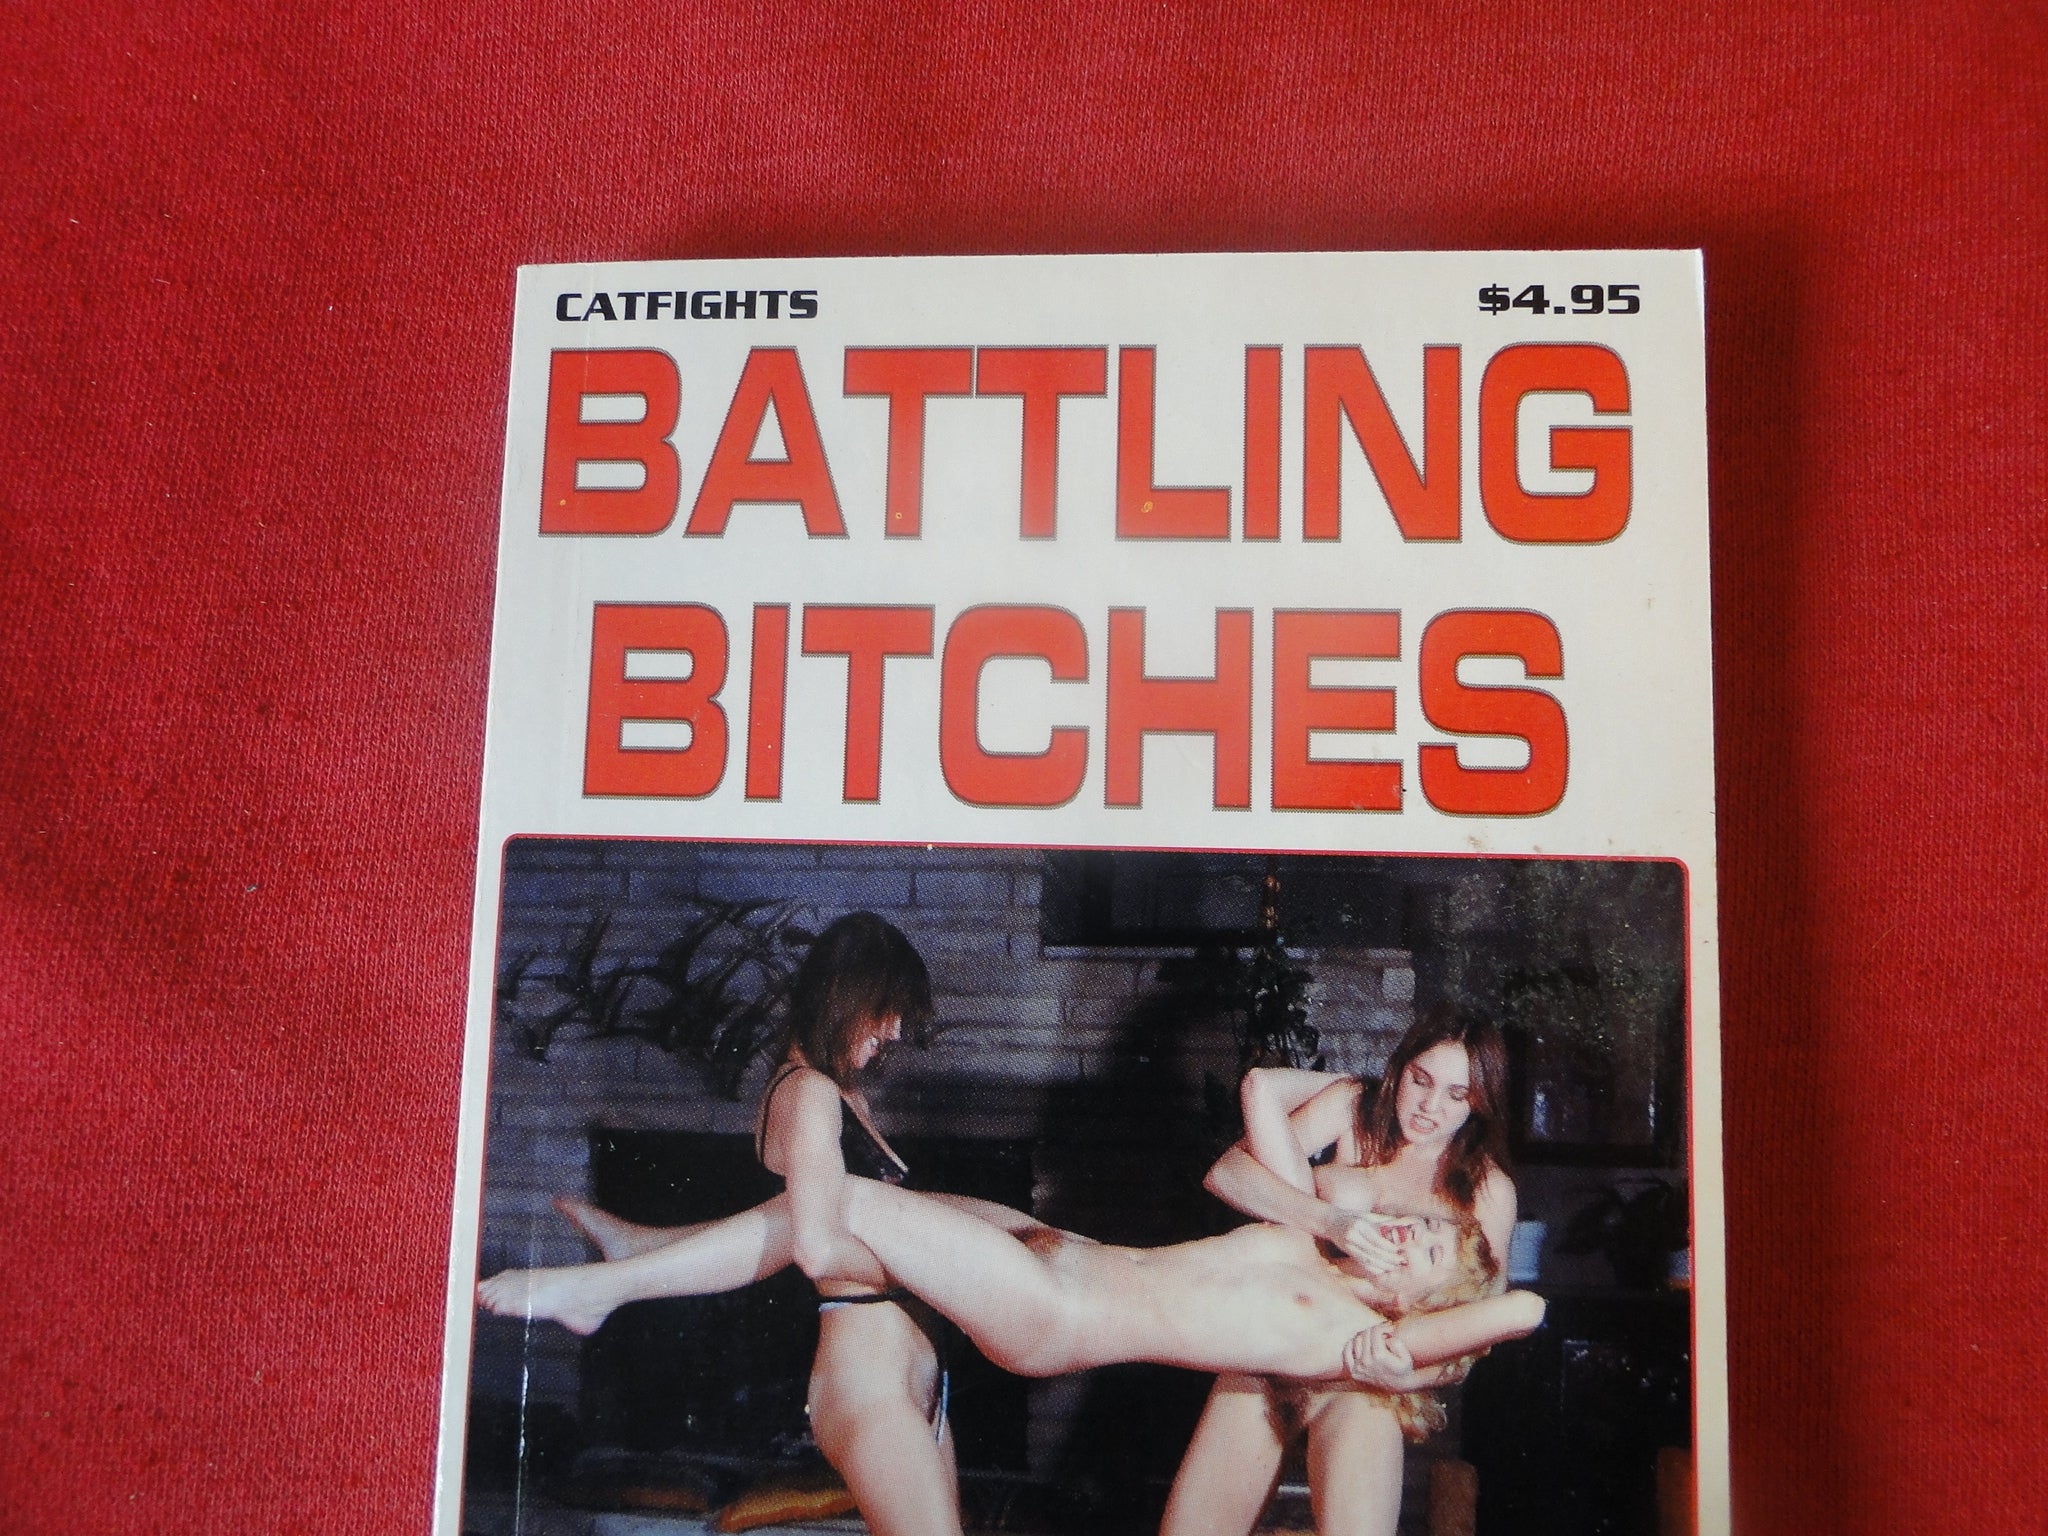 CATFIGHTS $4.95
BATTLING
BITCHES